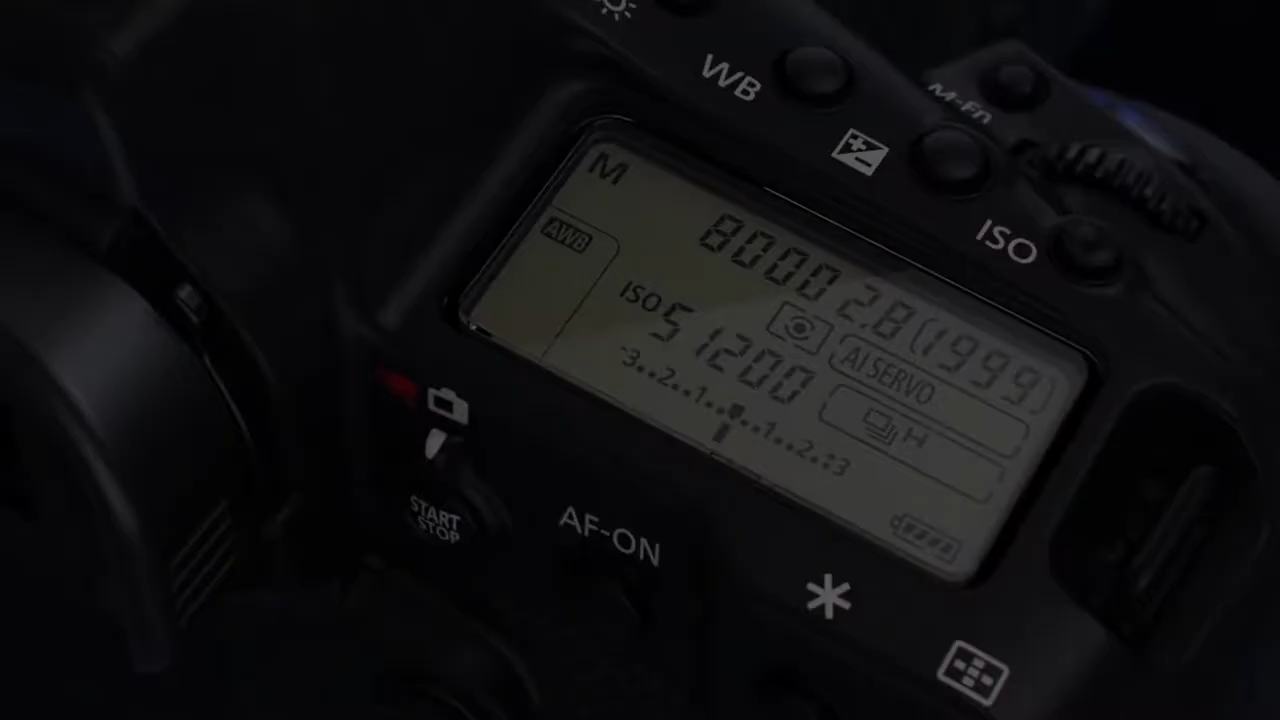 WB
M-Fn
ISO
M
AWB
8000 2.8 (1999)
ISO 51200
AI SERVO
-3..2..1..▼..1..2.+3
H
START
STOP
AF-ON